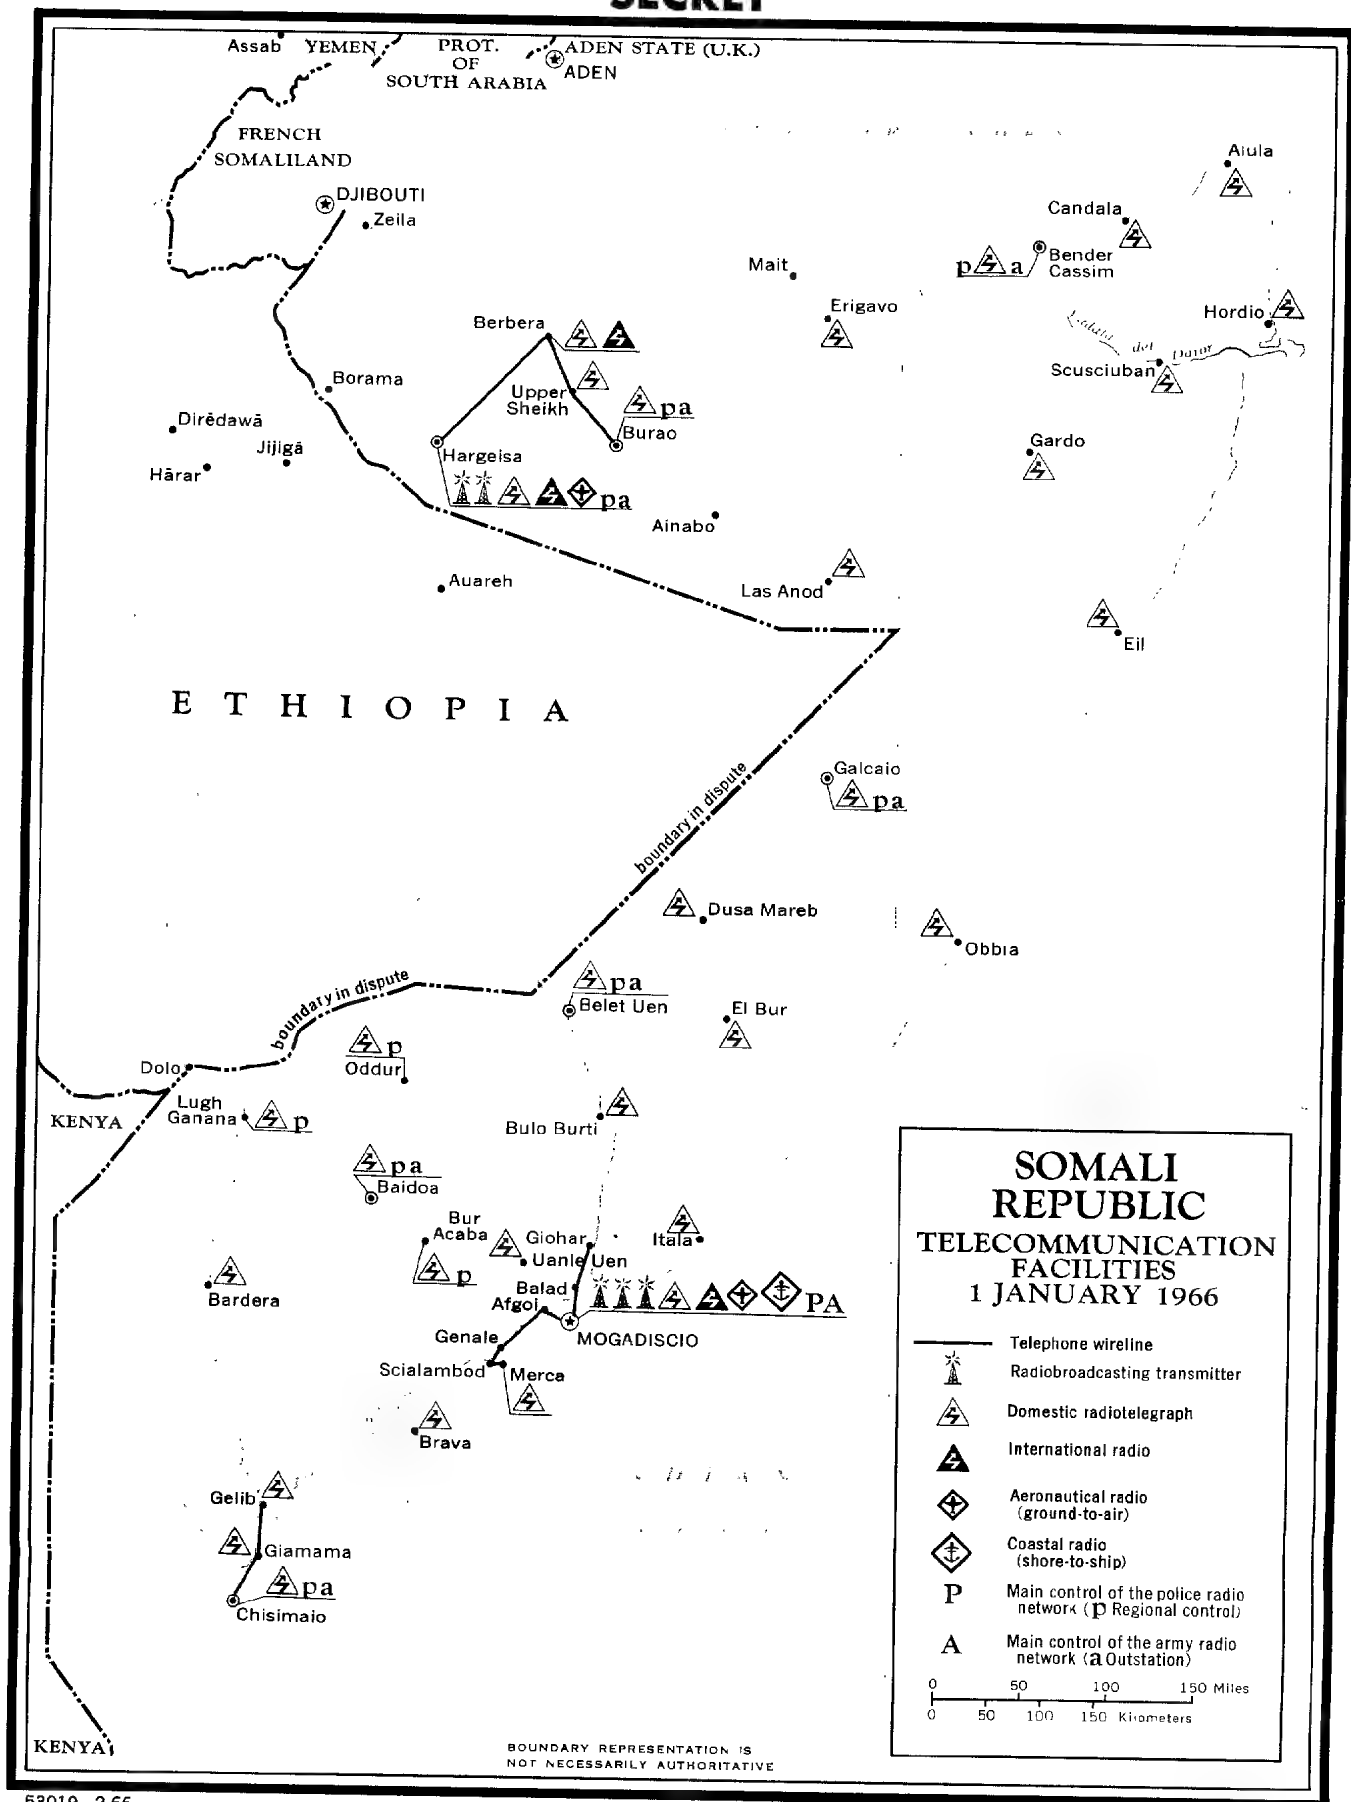 SECRET
Assab
YEMEN
PROT.
OF
SOUTH ARABIA
ADEN STATE (U.K.)
ADEN
FRENCH
SOMALILAND
DJIBOUTI
Zeila
Alula
Candala
Bender
Cassim
p a
Mait
Erigavo
Hordio
Berbera
Scusciuban
del
Borama
Upper
Sheikh
pa
Burao
Dirēdawā
Jijigā
Hārar
Hargeisa
pa
Gardo
Ainabo
Auareh
Las Anod
Eil
ETHIOPIA
boundary in dispute
Galcaio
pa
Dusa Mareb
Obbia
boundary in dispute
pa
Belet Uen
El Bur
p
Oddur
Dolo
KENYA
Lugh
Ganana
p
Bulo Burti
pa
Baidoa
Bur
Acaba
p
Giohar
Uanle Uen
Itala
Bardera
Balad
Afgoi
PA
MOGADISCIO
Genale
Scialambod
Merca
Brava
Gelib
Giamama
pa
Chisimaio
KENYA
SOMALI
REPUBLIC
TELECOMMUNICATION
FACILITIES
1 JANUARY 1966
Telephone wireline
Radiobroadcasting transmitter
Domestic radiotelegraph
International radio
Aeronautical radio
(ground-to-air)
Coastal radio
(shore-to-ship)
P Main control of the police radio
network (p Regional control)
A Main control of the army radio
network (a Outstation)
0 50 100 150 Miles
0 50 100 150 Kilometers
BOUNDARY REPRESENTATION IS
NOT NECESSARILY AUTHORITATIVE